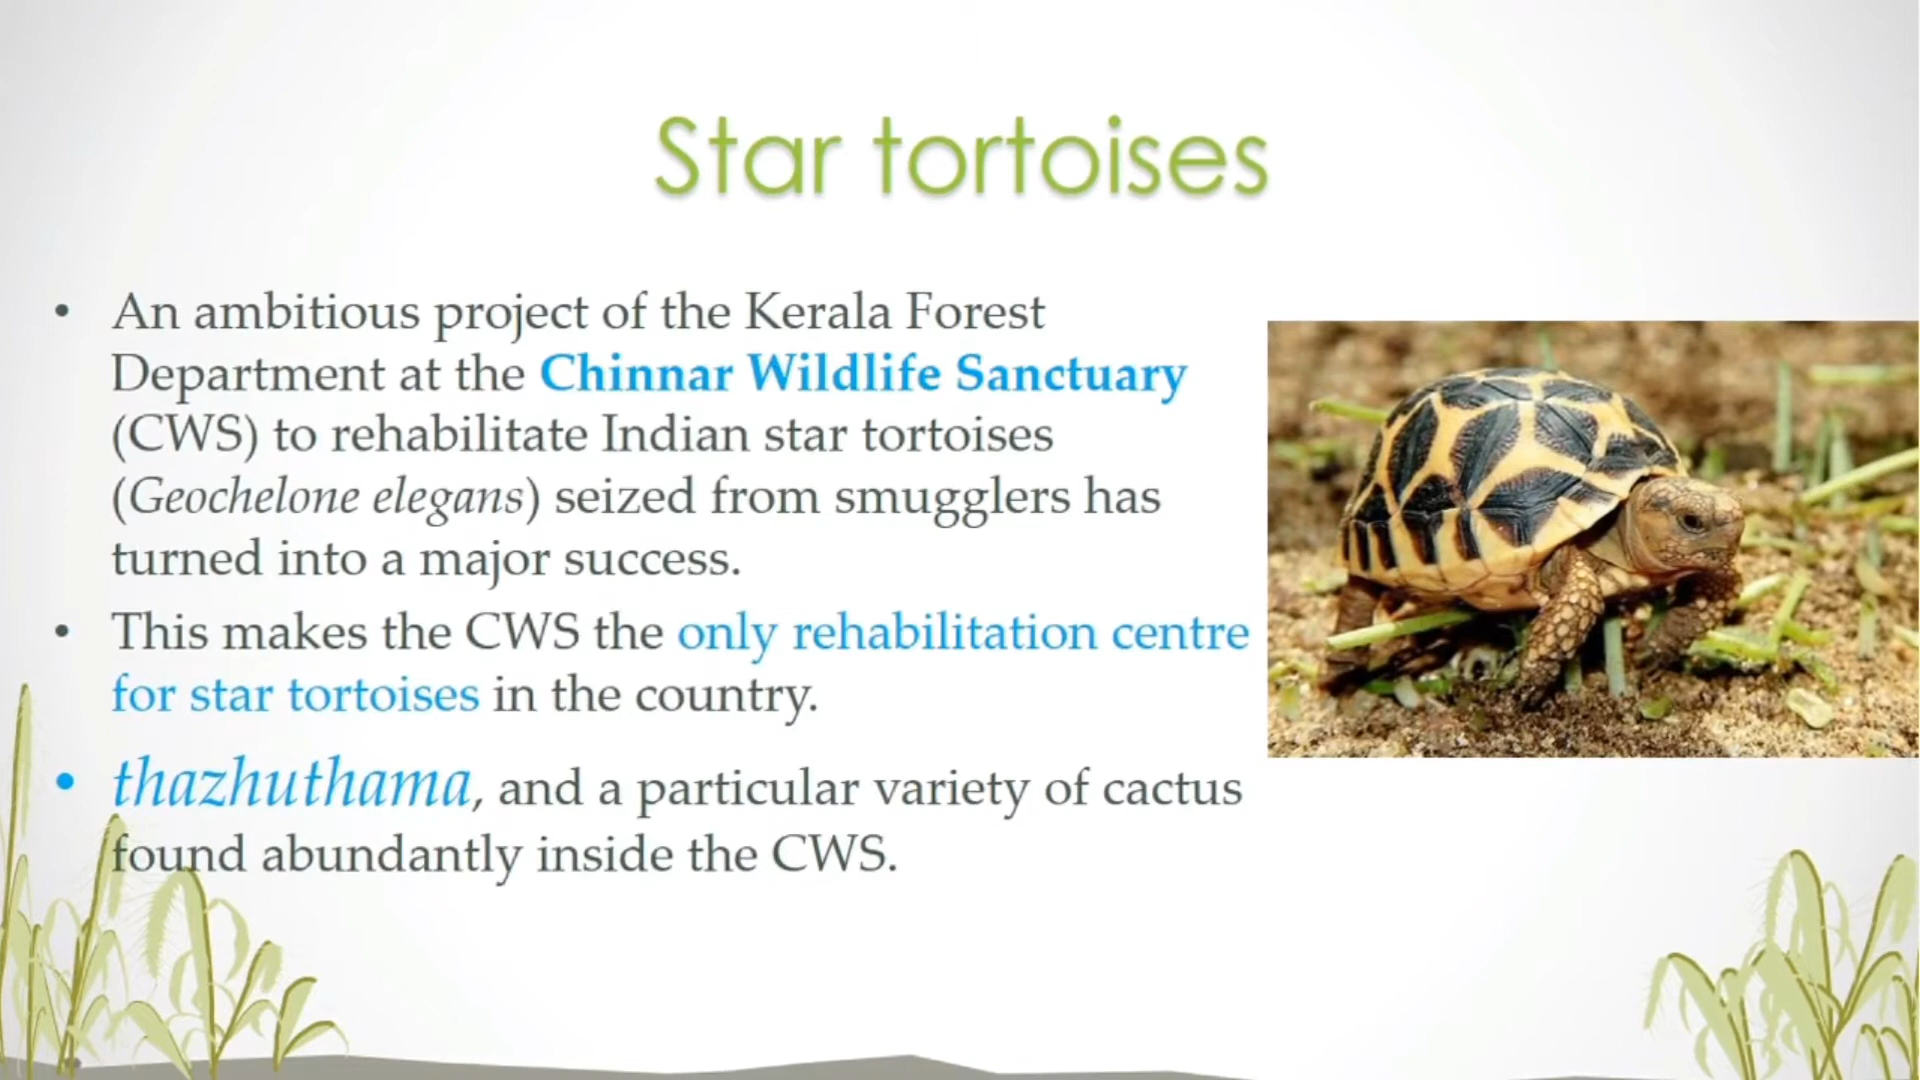 Star tortoises
• An ambitious project of the Kerala Forest
Department at the Chinnar Wildlife Sanctuary
(CWS) to rehabilitate Indian star tortoises
(Geochelone elegans) seized from smugglers has
turned into a major success.
• This makes the CWS the only rehabilitation centre
for star tortoises in the country.
• thazhuthama, and a particular variety of cactus
found abundantly inside the CWS.